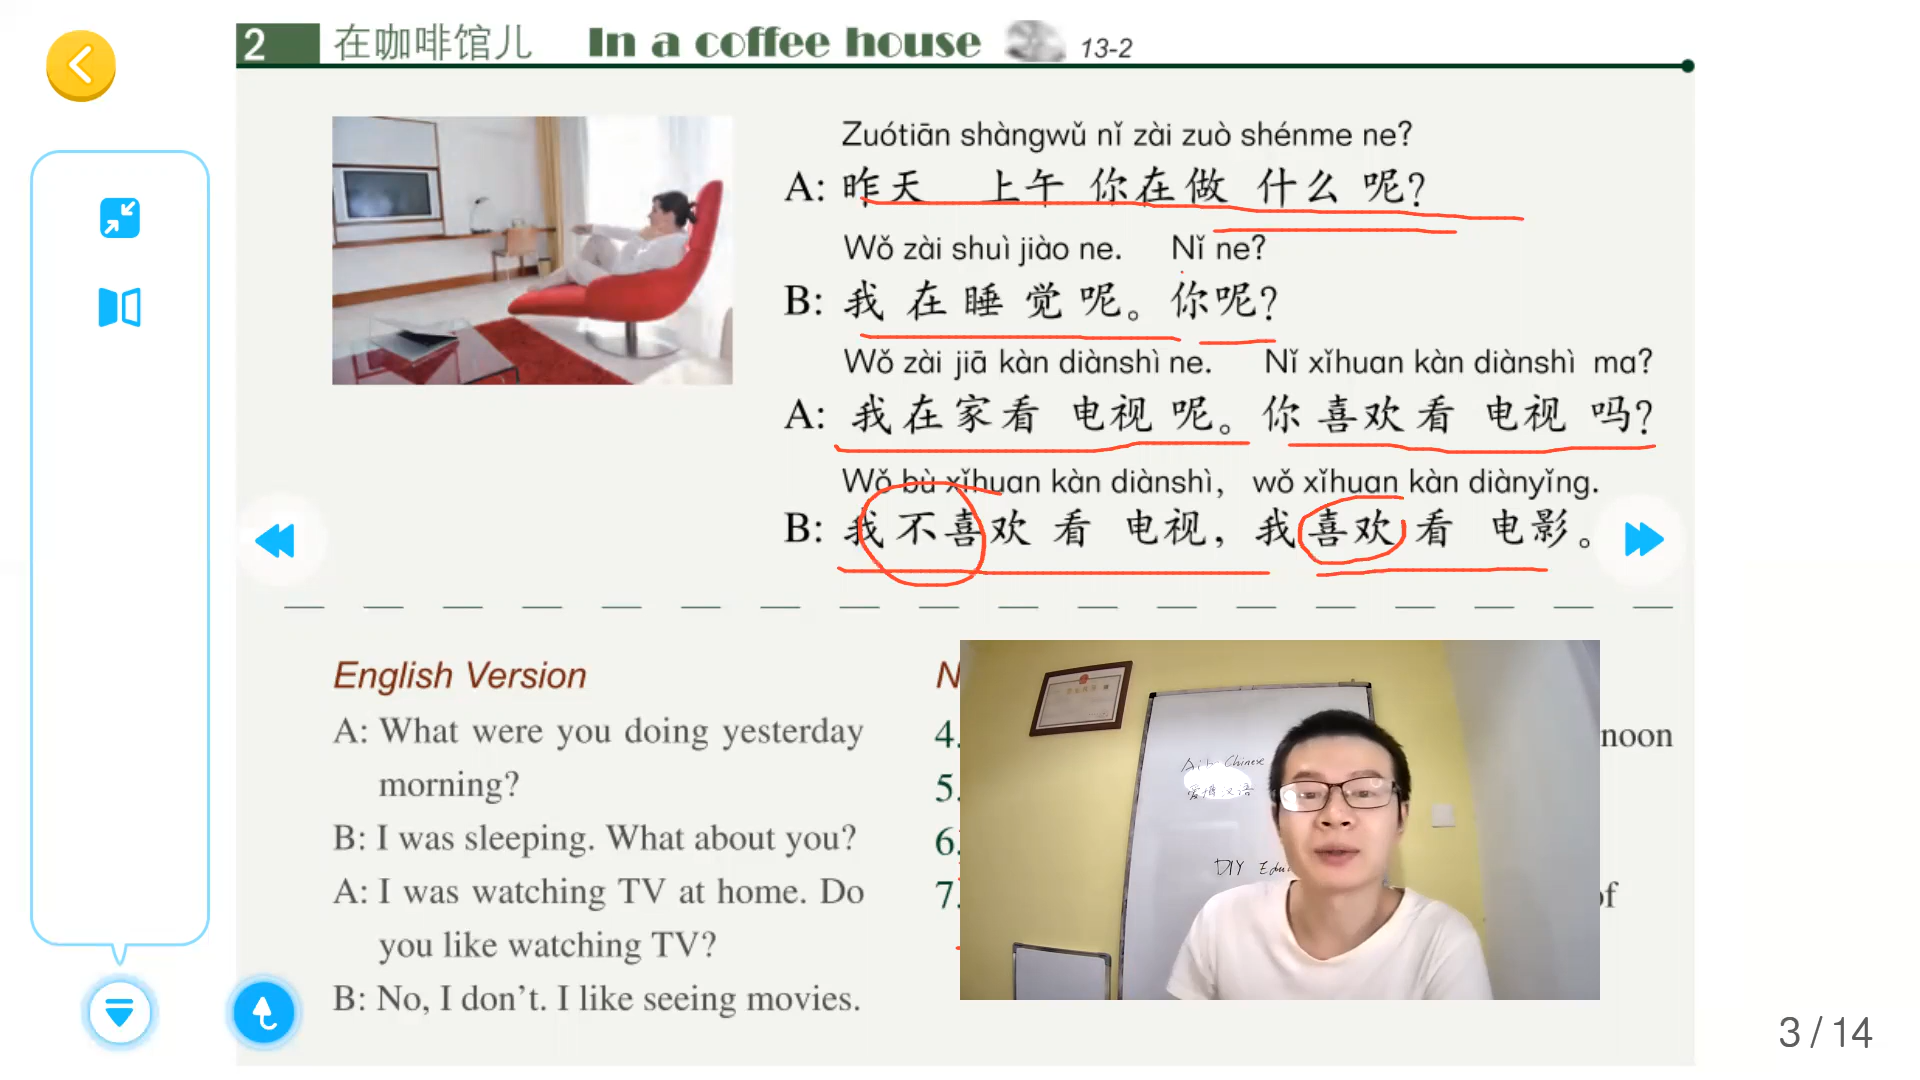 2 在咖啡馆儿 In a coffee house 13-2
Zuótiān shàngwǔ nǐ zài zuò shénme ne?
A: 昨天 上午 你在做 什么 呢?
Wǒ zài shuì jiào ne. Nǐ ne?
B: 我 在 睡 觉 呢。 你呢?
Wǒ zài jiā kàn diànshì ne. Nǐ xǐhuan kàn diànshì ma?
A: 我在家看 电视 呢。 你 喜欢 看 电视 吗?
Wǒ bù xǐhuan kàn diànshì, wǒ xǐhuan kàn diànyǐng.
B: 我 不喜欢 看 电视, 我 喜欢 看 电影。
English Version
A: What were you doing yesterday
morning?
B: I was sleeping. What about you?
A: I was watching TV at home. Do
you like watching TV?
B: No, I don't. I like seeing movies.
N
4.
noon
5.
6.
7.
of
Chinese
汉语
DIY
3 / 14